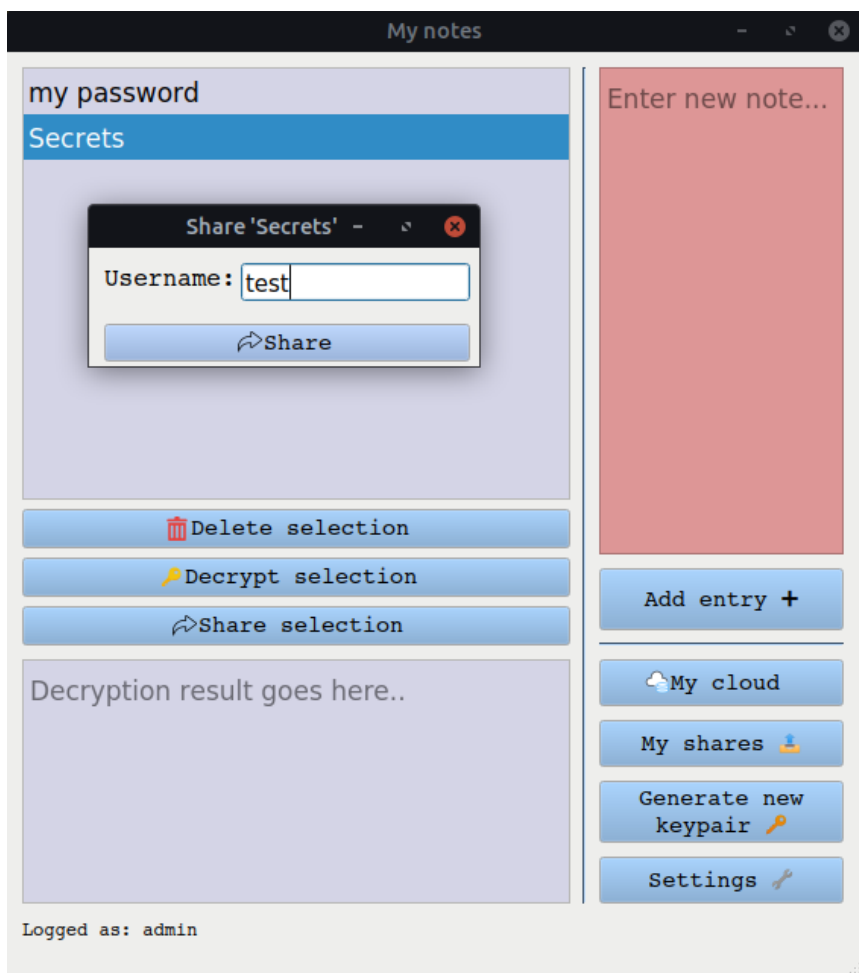 My notes
my password
Secrets
Share 'Secrets'
Username: test
Share
Delete selection
Decrypt selection
Share selection
Decryption result goes here..
Enter new note...
Add entry +
My cloud
My shares
Generate new
keypair
Settings
Logged as: admin